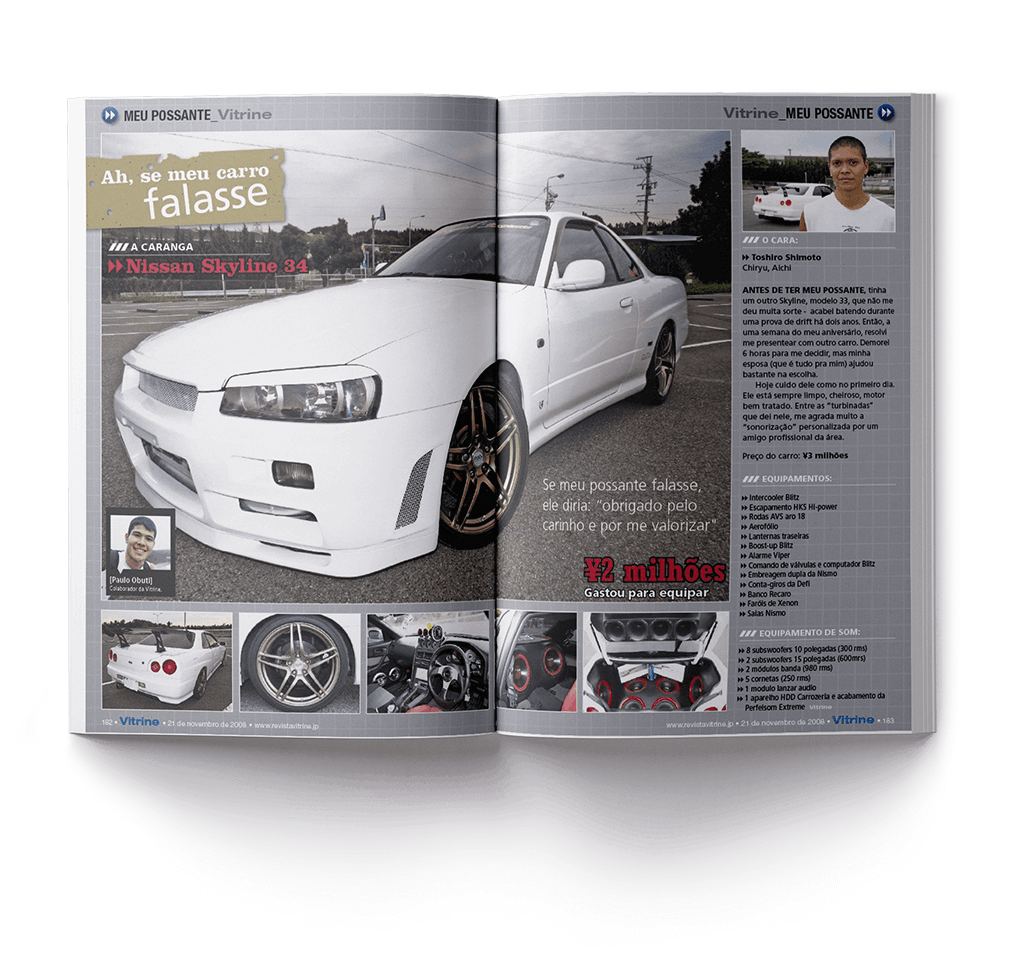 MEU POSSANTE_Vitrine
Ah, se meu carro
falasse
A CARANGA
Nissan Skyline 34
[Paulo Obuti]
Colaborador da Vitrine.
182 • Vitrine • 21 de novembro de 2008 • www.revistavitrine.jp
Vitrine_MEU POSSANTE
Se meu possante falasse,
ele diria: “obrigado pelo
carinho e por me valorizar"
¥2 milhões
Gastou para equipar
O CARA:
Toshiro Shimoto
Chiryu, Aichi
ANTES DE TER MEU POSSANTE, tinha
um outro Skyline, modelo 33, que não me
deu muita sorte - acabei batendo durante
uma prova de drift há dois anos. Então, a
uma semana do meu aniversário, resolvi
me presentear com outro carro. Demorei
6 horas para me decidir, mas minha
esposa (que é tudo pra mim) ajudou
bastante na escolha.
Hoje cuido dele como no primeiro dia.
Ele está sempre limpo, cheiroso, motor
bem tratado. Entre as “turbinadas”
que dei nele, me agrada muito a
“sonorização” personalizada por um
amigo profissional da área.
Preço do carro: ¥3 milhões
EQUIPAMENTOS:
Intercooler Blitz
Escapamento HKS Hi-power
Rodas AVS aro 18
Aerofólio
Lanternas traseiras
Boost-up Blitz
Alarme Viper
Comando de válvulas e computador Blitz
Embreagem dupla da Nismo
Conta-giros da Defi
Banco Recaro
Faróis de Xenon
Saias Nismo
EQUIPAMENTO DE SOM:
8 subswoofers 10 polegadas (300 rms)
2 subswoofers 15 polegadas (600mrs)
2 módulos banda (980 rms)
5 cornetas (250 rms)
1 modulo lanzar audio
1 aparelho HDD Carrozeria e acabamento da
Perfeisom Extreme Vitrine
www.revistavitrine.jp • 21 de novembro de 2008 • Vitrine • 183